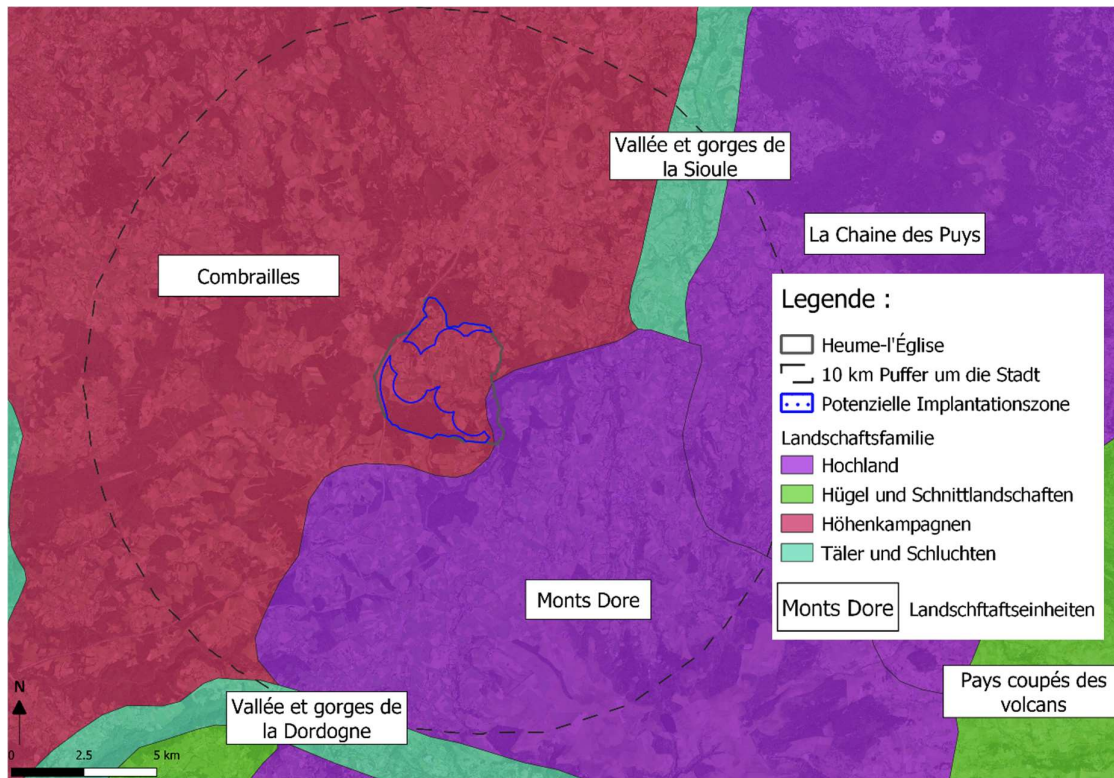 Vallée et gorges de
la Sioule
La Chaine des Puys
Combrailles
Legende :
Heume-l'Église
10 km Puffer um die Stadt
Potenzielle Implantationszone
Landschaftsfamilie
Hochland
Hügel und Schnittlandschaften
Höhenkampagnen
Täler und Schluchten
Monts Dore
Landschftaftseinheiten
Monts Dore
Pays coupés des
volcans
Vallée et gorges de
la Dordogne
N
0 2.5 5 km